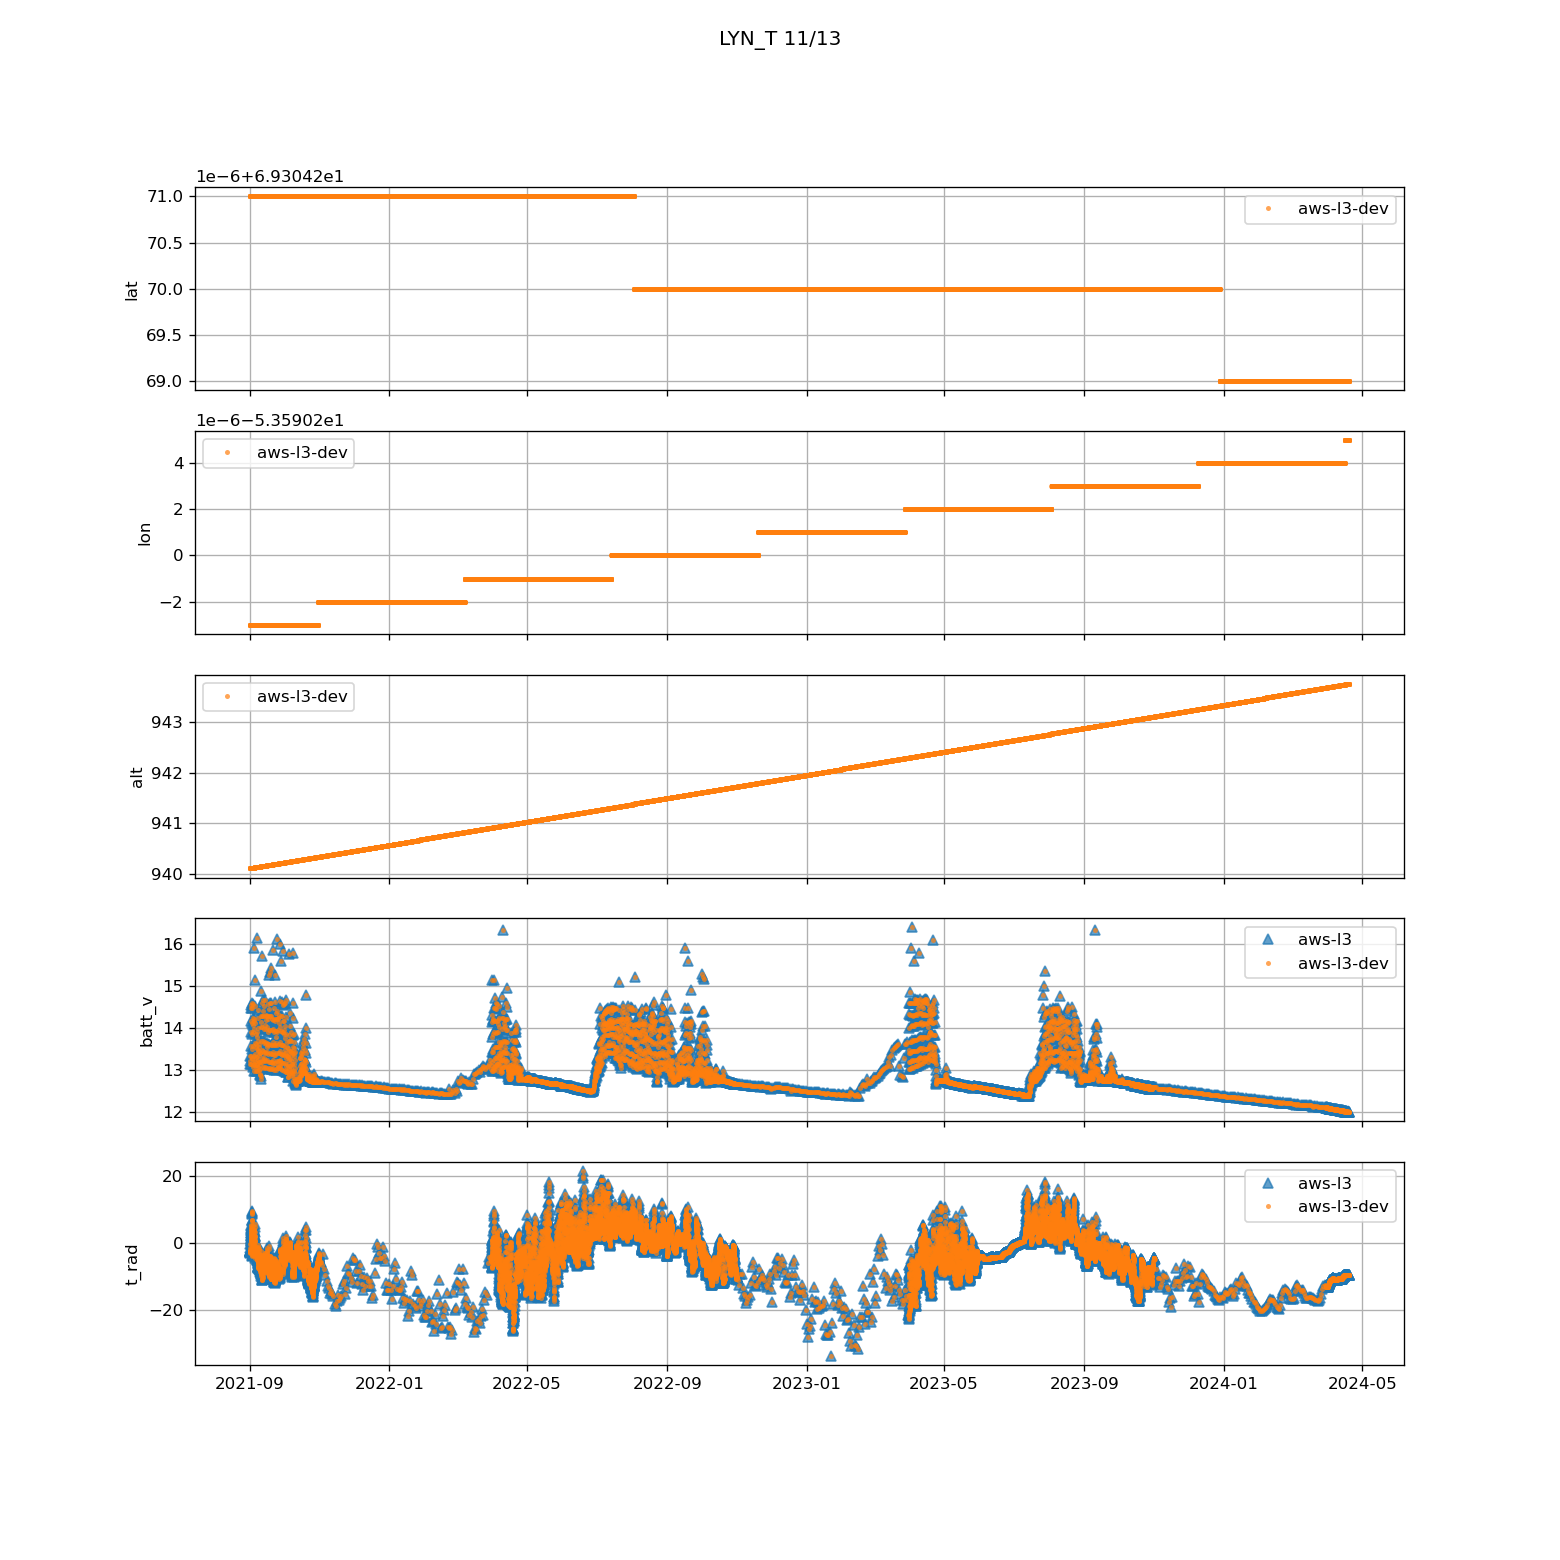 LYN_T 11/13
1e−6+6.93042e1
71.0
70.5
70.0
69.5
69.0
lat
aws-l3-dev
1e−6−5.35902e1
4
2
0
−2
lon
aws-l3-dev
943
942
941
940
alt
aws-l3-dev
16
15
14
13
12
batt_v
aws-l3
aws-l3-dev
20
0
−20
t_rad
aws-l3
aws-l3-dev
2021-09 2022-01 2022-05 2022-09 2023-01 2023-05 2023-09 2024-01 2024-05